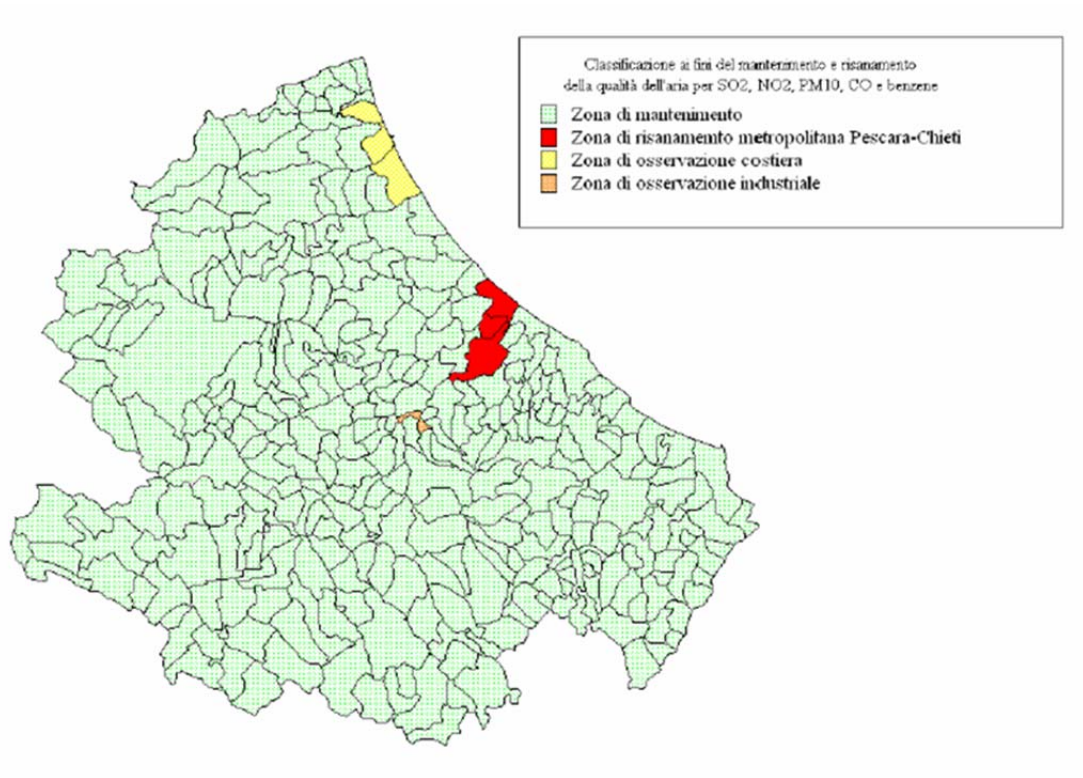 Classificazione ai fini del mantenimento e risanamento
della qualità dell'aria per SO2, NO2, PM10, CO e benzene
Zona di mantenimento
Zona di risanamemto metropolitana Pescara-Chieti
Zona di osservazione costiera
Zona di osservazione industriale